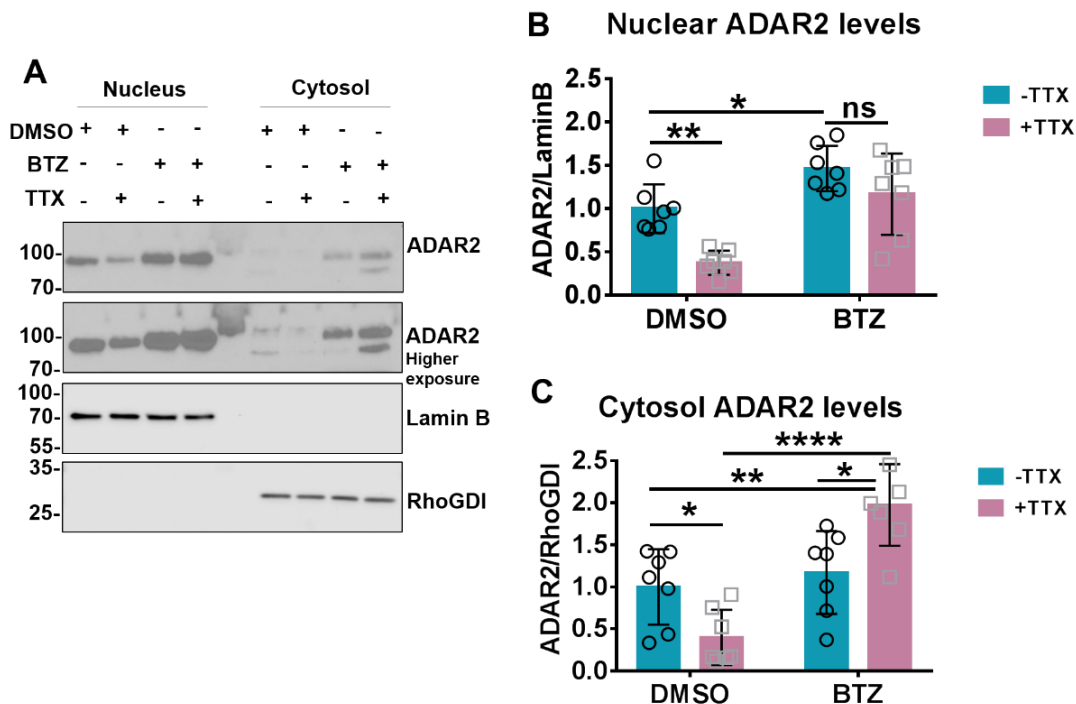 A
Nucleus Cytosol
DMSO + + - - + + - -
BTZ - - + + - - + +
TTX - + - + - + - +
100-
70-
ADAR2
100-
70-
ADAR2
Higher
exposure
100-
70-
55-
Lamin B
35-
25-
RhoGDI
B Nuclear ADAR2 levels
ADAR2/LaminB
2.5
2.0
1.5
1.0
0.5
0.0
*
**
ns
DMSO BTZ
-TTX
+TTX
C Cytosol ADAR2 levels
ADAR2/RhoGDI
2.5
2.0
1.5
1.0
0.5
0.0
****
** *
*
DMSO BTZ
-TTX
+TTX